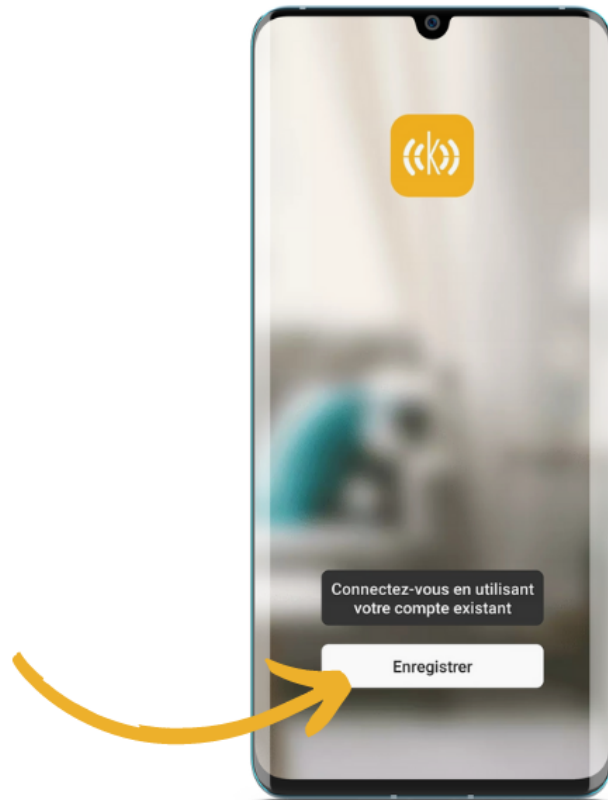 k
Connectez-vous en utilisant
votre compte existant
Enregistrer